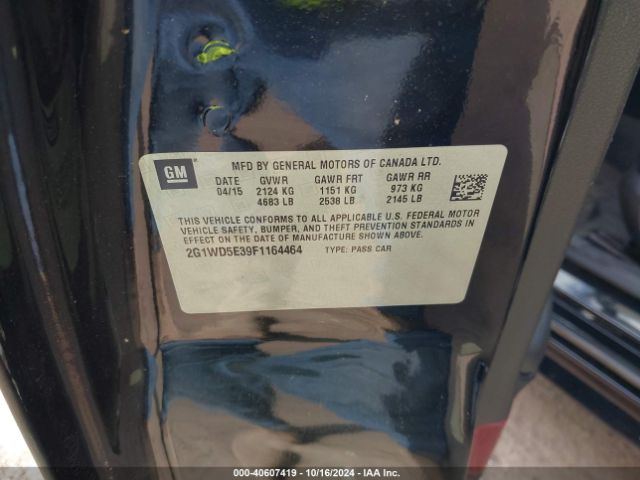 GM
MFD BY GENERAL MOTORS OF CANADA LTD.
DATE GVWR GAWR FRT GAWR RR
04/15 2124 KG 1151 KG 973 KG
4683 LB 2538 LB 2145 LB
THIS VEHICLE CONFORMS TO ALL APPLICABLE U.S. FEDERAL MOTOR
VEHICLE SAFETY, BUMPER, AND THEFT PREVENTION STANDARDS IN
EFFECT ON THE DATE OF MANUFACTURE SHOWN ABOVE.
2G1WD5E39F1164464 TYPE: PASS CAR
000-40607419 - 10/16/2024 - IAA Inc.